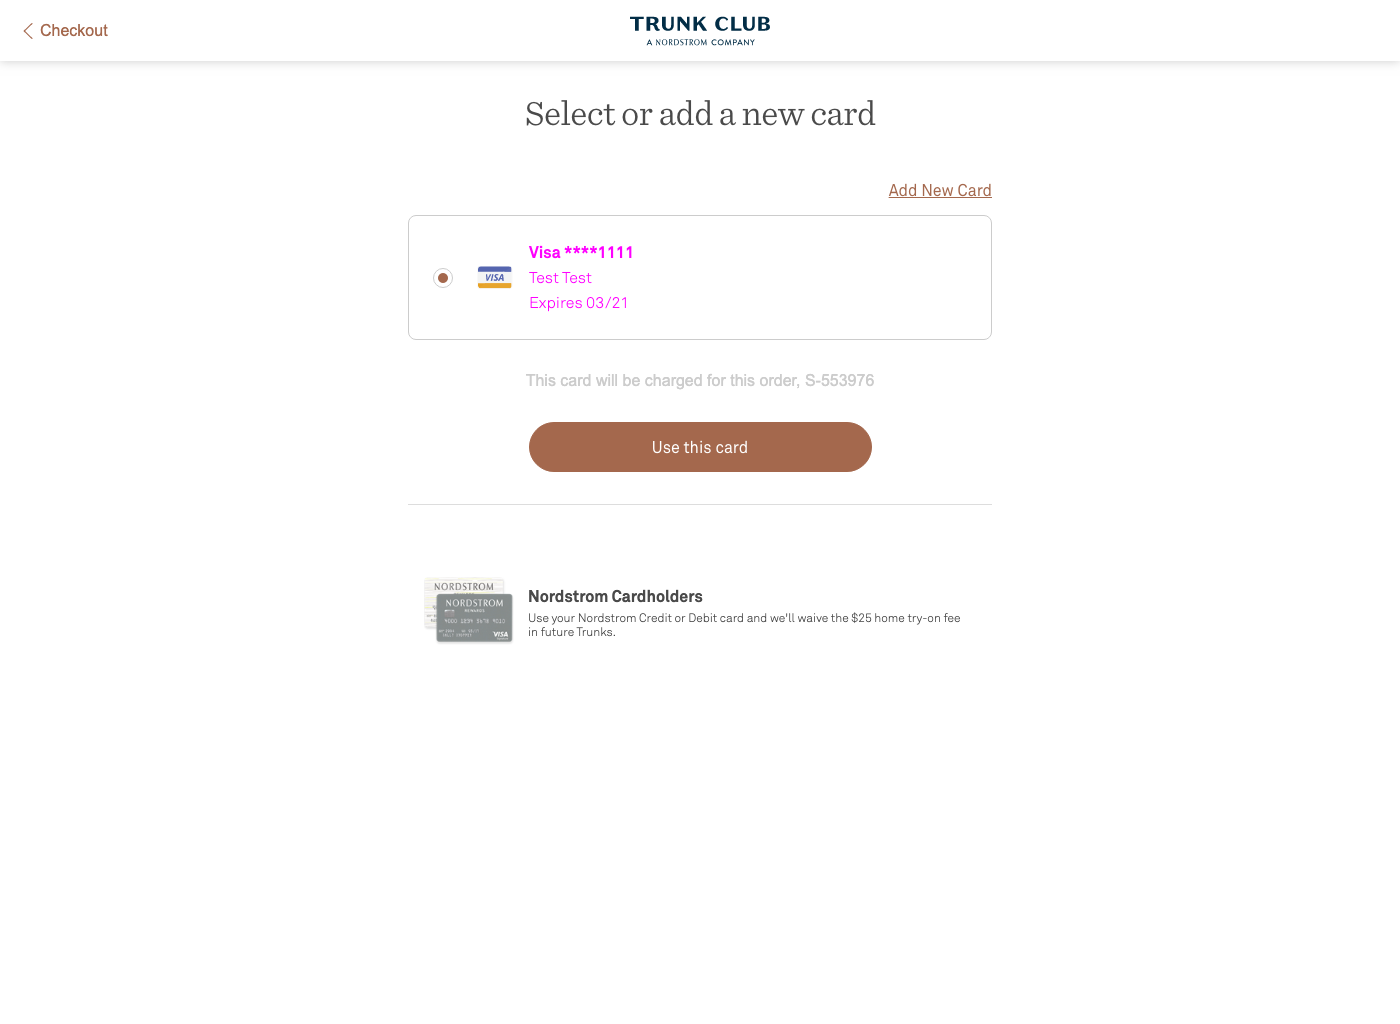 Checkout
TRUNK CLUB
A NORDSTROM COMPANY
Select or add a new card
Add New Card
VISA
Visa ****1111
Test Test
Expires 03/21
This card will be charged for this order, S-553976
Use this card
NORDSTROM
NORDSTROM
REWARDS
VISA
Nordstrom Cardholders
Use your Nordstrom Credit or Debit card and we'll waive the $25 home try-on fee
in future Trunks.